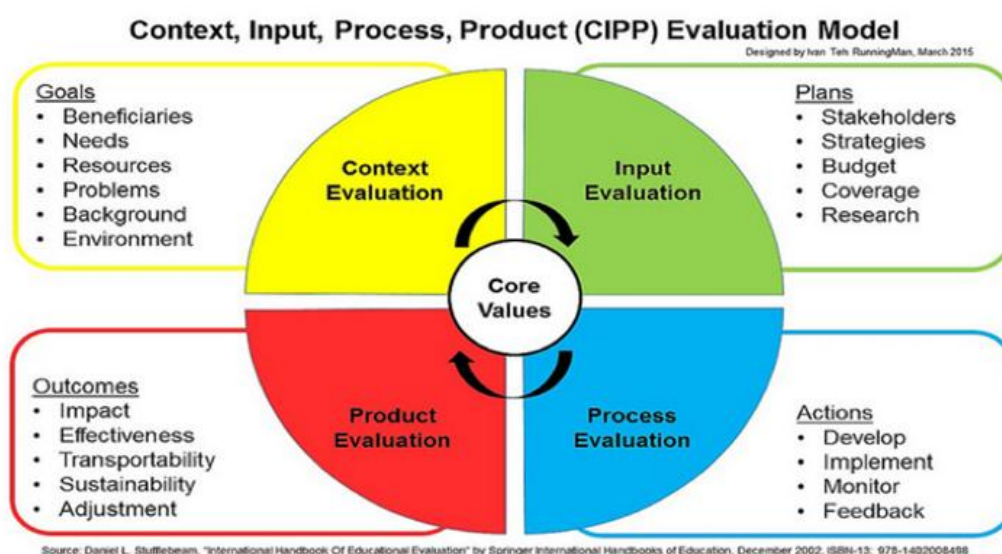 Context, Input, Process, Product (CIPP) Evaluation Model
Designed by Ivan Teh RunningMan, March 2015
Goals
• Beneficiaries
• Needs
• Resources
• Problems
• Background
• Environment
Context
Evaluation
Input
Evaluation
Plans
• Stakeholders
• Strategies
• Budget
• Coverage
• Research
Core
Values
Outcomes
• Impact
• Effectiveness
• Transportability
• Sustainability
• Adjustment
Product
Evaluation
Process
Evaluation
Actions
• Develop
• Implement
• Monitor
• Feedback
Source: Daniel L. Stufflebeam, "International Handbook Of Educational Evaluation" by Springer International Handbooks of Education, December 2002, ISBN-13: 978-1402008498